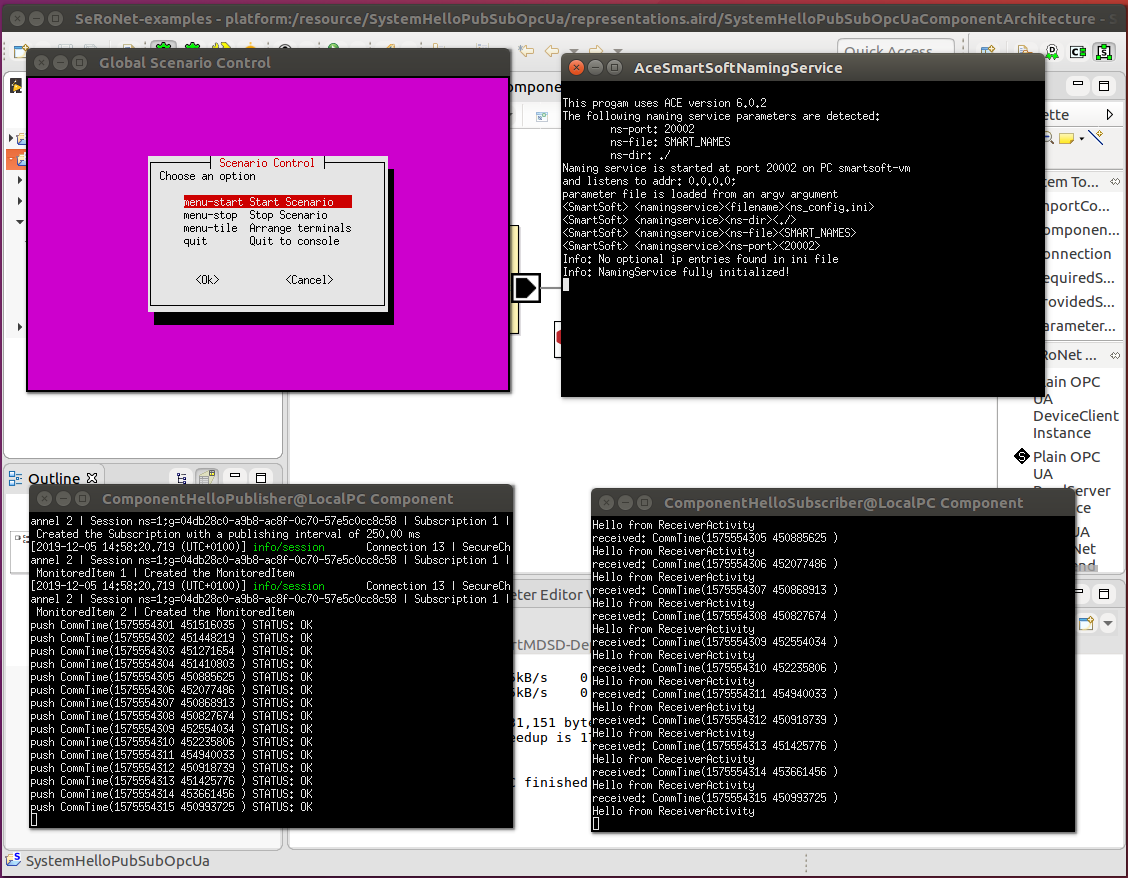 SeRoNet-examples - platform:/resource/SystemHelloPubSubOpcUa/representations.aird/SystemHelloPubSubOpcUaComponentArchitecture - S
Quick Access
Global Scenario Control
Scenario Control
Choose an option
menu-start Start Scenario
menu-stop Stop Scenario
menu-tile Arrange terminals
quit Quit to console
<Ok> <Cancel>
AceSmartSoftNamingService
This progam uses ACE version 6.0.2
The following naming service parameters are detected:
ns-port: 20002
ns-file: SMART_NAMES
ns-dir: ./
Naming service is started at port 20002 on PC smartsoft-vm
and listens to addr: 0.0.0.0;
parameter file is loaded from an argv argument
<SmartSoft> <namingservice><filename><ns_config.ini>
<SmartSoft> <namingservice><ns-dir><./>
<SmartSoft> <namingservice><ns-file><SMART_NAMES>
<SmartSoft> <namingservice><ns-port><20002>
Info: No optional ip entries found in ini file
Info: NamingService fully initialized!
ompone
ette
tem To...
mportCo...
omponen...
onnection
equiredS...
rovidedS...
arameter...
RoNet ...
ain OPC
UA
DeviceClient
Instance
Plain OPC
UA
Server
ce
UA
Net
Outline
ComponentHelloPublisher@LocalPC Component
annel 2 | Session ns=1;g=04db28c0-a9b8-ac8f-0c70-57e5c0cc8c58 | Subscription 1 |
Created the Subscription with a publishing interval of 250.00 ms
[2019-12-05 14:58:20.719 (UTC+0100)] info/session Connection 13 | SecureCh
annel 2 | Session ns=1;g=04db28c0-a9b8-ac8f-0c70-57e5c0cc8c58 | Subscription 1 |
MonitoredItem 1 | Created the MonitoredItem
[2019-12-05 14:58:20.719 (UTC+0100)] info/session Connection 13 | SecureCh
annel 2 | Session ns=1;g=04db28c0-a9b8-ac8f-0c70-57e5c0cc8c58 | Subscription 1 |
MonitoredItem 2 | Created the MonitoredItem
push CommTime(1575554301 451516035 ) STATUS: OK
push CommTime(1575554302 451448219 ) STATUS: OK
push CommTime(1575554303 451271654 ) STATUS: OK
push CommTime(1575554304 451410803 ) STATUS: OK
push CommTime(1575554305 450885625 ) STATUS: OK
push CommTime(1575554306 452077486 ) STATUS: OK
push CommTime(1575554307 450868913 ) STATUS: OK
push CommTime(1575554308 450827674 ) STATUS: OK
push CommTime(1575554309 452554034 ) STATUS: OK
push CommTime(1575554310 452235806 ) STATUS: OK
push CommTime(1575554311 454940033 ) STATUS: OK
push CommTime(1575554312 450918739 ) STATUS: OK
push CommTime(1575554313 451425776 ) STATUS: OK
push CommTime(1575554314 453661456 ) STATUS: OK
push CommTime(1575554315 450993725 ) STATUS: OK
eter Editor
rtMDSD-De
5kB/s 0
5kB/s 0
31,151 byte
eedup is 1
C finished
ComponentHelloSubscriber@LocalPC Component
Hello from ReceiverActivity
received: CommTime(1575554305 450885625 )
Hello from ReceiverActivity
received: CommTime(1575554306 452077486 )
Hello from ReceiverActivity
received: CommTime(1575554307 450868913 )
Hello from ReceiverActivity
received: CommTime(1575554308 450827674 )
Hello from ReceiverActivity
received: CommTime(1575554309 452554034 )
Hello from ReceiverActivity
received: CommTime(1575554310 452235806 )
Hello from ReceiverActivity
received: CommTime(1575554311 454940033 )
Hello from ReceiverActivity
received: CommTime(1575554312 450918739 )
Hello from ReceiverActivity
received: CommTime(1575554313 451425776 )
Hello from ReceiverActivity
received: CommTime(1575554314 453661456 )
Hello from ReceiverActivity
received: CommTime(1575554315 450993725 )
Hello from ReceiverActivity
SystemHelloPubSubOpcUa